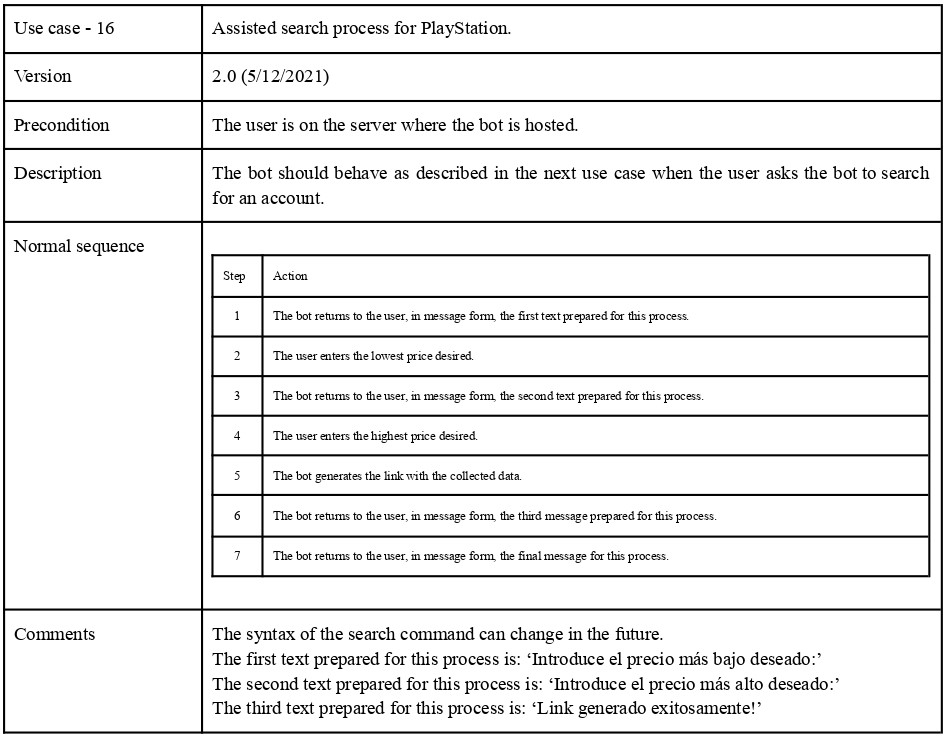 Use case - 16
Assisted search process for PlayStation.
Version
2.0 (5/12/2021)
Precondition
The user is on the server where the bot is hosted.
Description
The bot should behave as described in the next use case when the user asks the bot to search
for an account.
Normal sequence
Step
Action
1
The bot returns to the user, in message form, the first text prepared for this process.
2
The user enters the lowest price desired.
3
The bot returns to the user, in message form, the second text prepared for this process.
4
The user enters the highest price desired.
5
The bot generates the link with the collected data.
6
The bot returns to the user, in message form, the third message prepared for this process.
7
The bot returns to the user, in message form, the final message for this process.
Comments
The syntax of the search command can change in the future.
The first text prepared for this process is: ‘Introduce el precio más bajo deseado:’
The second text prepared for this process is: ‘Introduce el precio más alto deseado:’
The third text prepared for this process is: ‘Link generado exitosamente!’